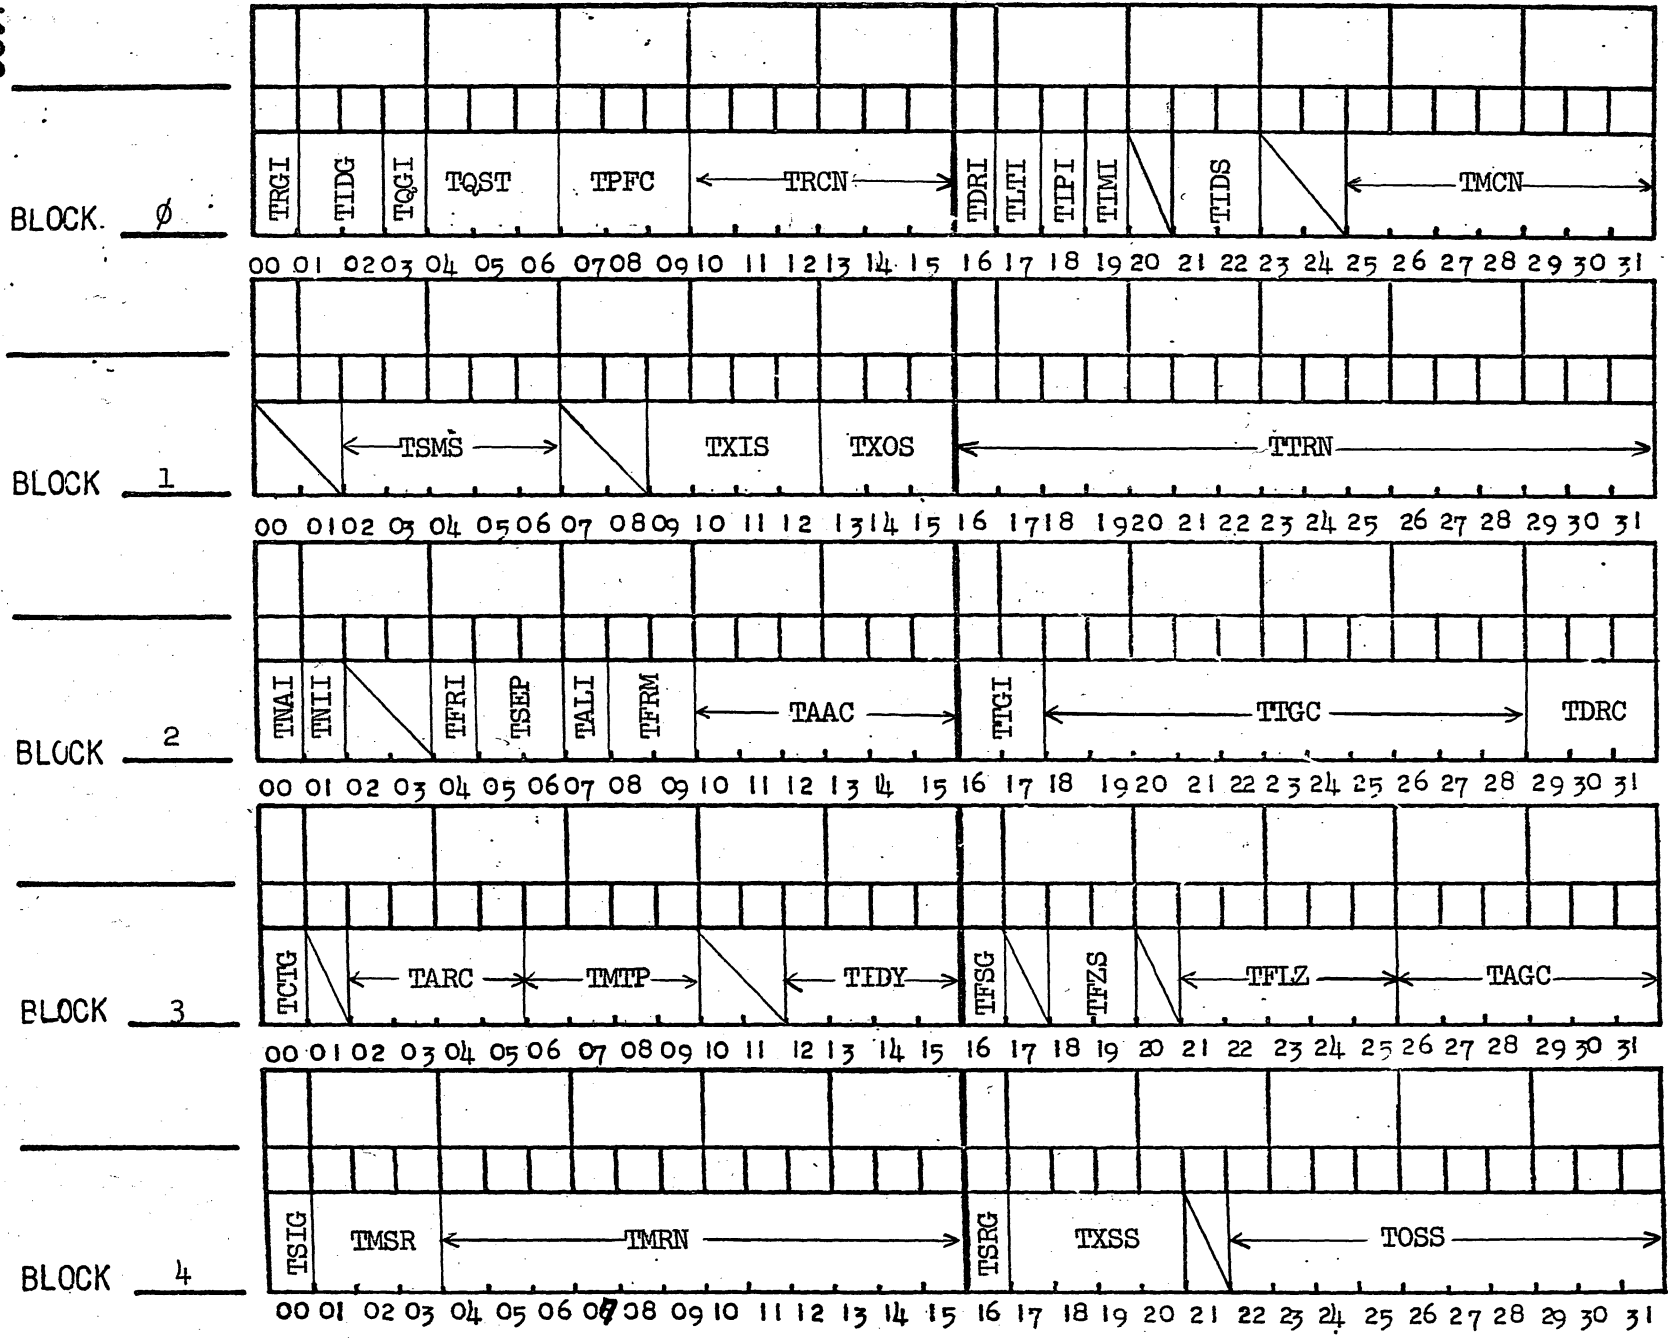 TRGI TIDG TQGI TQST TPFC TRCN TDRI TLTI TIPI TIMI TIDS TMCN
BLOCK. Ø
00 01 02 03 04 05 06 07 08 09 10 11 12 13 14 15 16 17 18 19 20 21 22 23 24 25 26 27 28 29 30 31
TSMS TXIS TXOS TTRN
BLOCK 1
00 01 02 03 04 05 06 07 08 09 10 11 12 13 14 15 16 17 18 19 20 21 22 23 24 25 26 27 28 29 30 31
TNAI TNII TFRI TSEP TALI TFRM TAAC TTGI TTGC TDRC
BLOCK 2
00 01 02 03 04 05 06 07 08 09 10 11 12 13 14 15 16 17 18 19 20 21 22 23 24 25 26 27 28 29 30 31
TCTG TARC TMTP TIDY TFSG TFZS TFLZ TAGC
BLOCK 3
00 01 02 03 04 05 06 07 08 09 10 11 12 13 14 15 16 17 18 19 20 21 22 23 24 25 26 27 28 29 30 31
TSIG TMSR TMRN TSRG TXSS TOSS
BLOCK 4
00 01 02 03 04 05 06 07 08 09 10 11 12 13 14 15 16 17 18 19 20 21 22 23 24 25 26 27 28 29 30 31